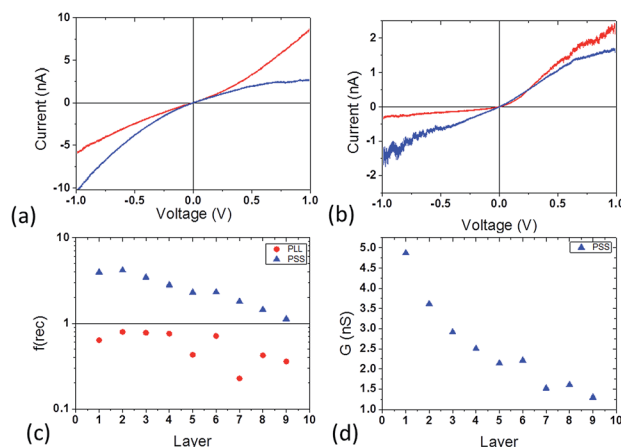 10
5
0
-5
-10
Current (nA)
-1.0
-0.5
0.0
0.5
1.0
Voltage (V)
(a)
2
1
0
-1
-2
Current (nA)
-1.0
-0.5
0.0
0.5
1.0
Voltage (V)
(b)
10
1
0.1
f(rec)
PLL
PSS
0 1 2 3 4 5 6 7 8 9 10
Layer
(c)
5.0
4.5
4.0
3.5
3.0
2.5
2.0
1.5
1.0
G (nS)
PSS
0 1 2 3 4 5 6 7 8 9 10
Layer
(d)